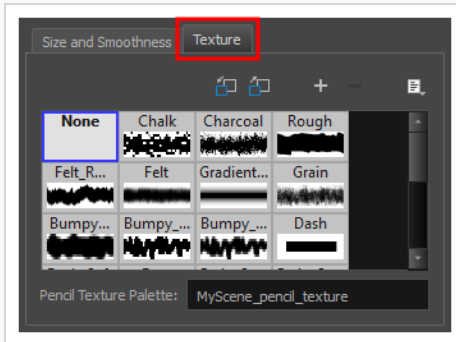 Size and Smoothness Texture
None Chalk Charcoal Rough
Felt_R... Felt Gradient... Grain
Bumpy... Bumpy_... Bumpy_... Dash
Pencil Texture Palette: MyScene_pencil_texture